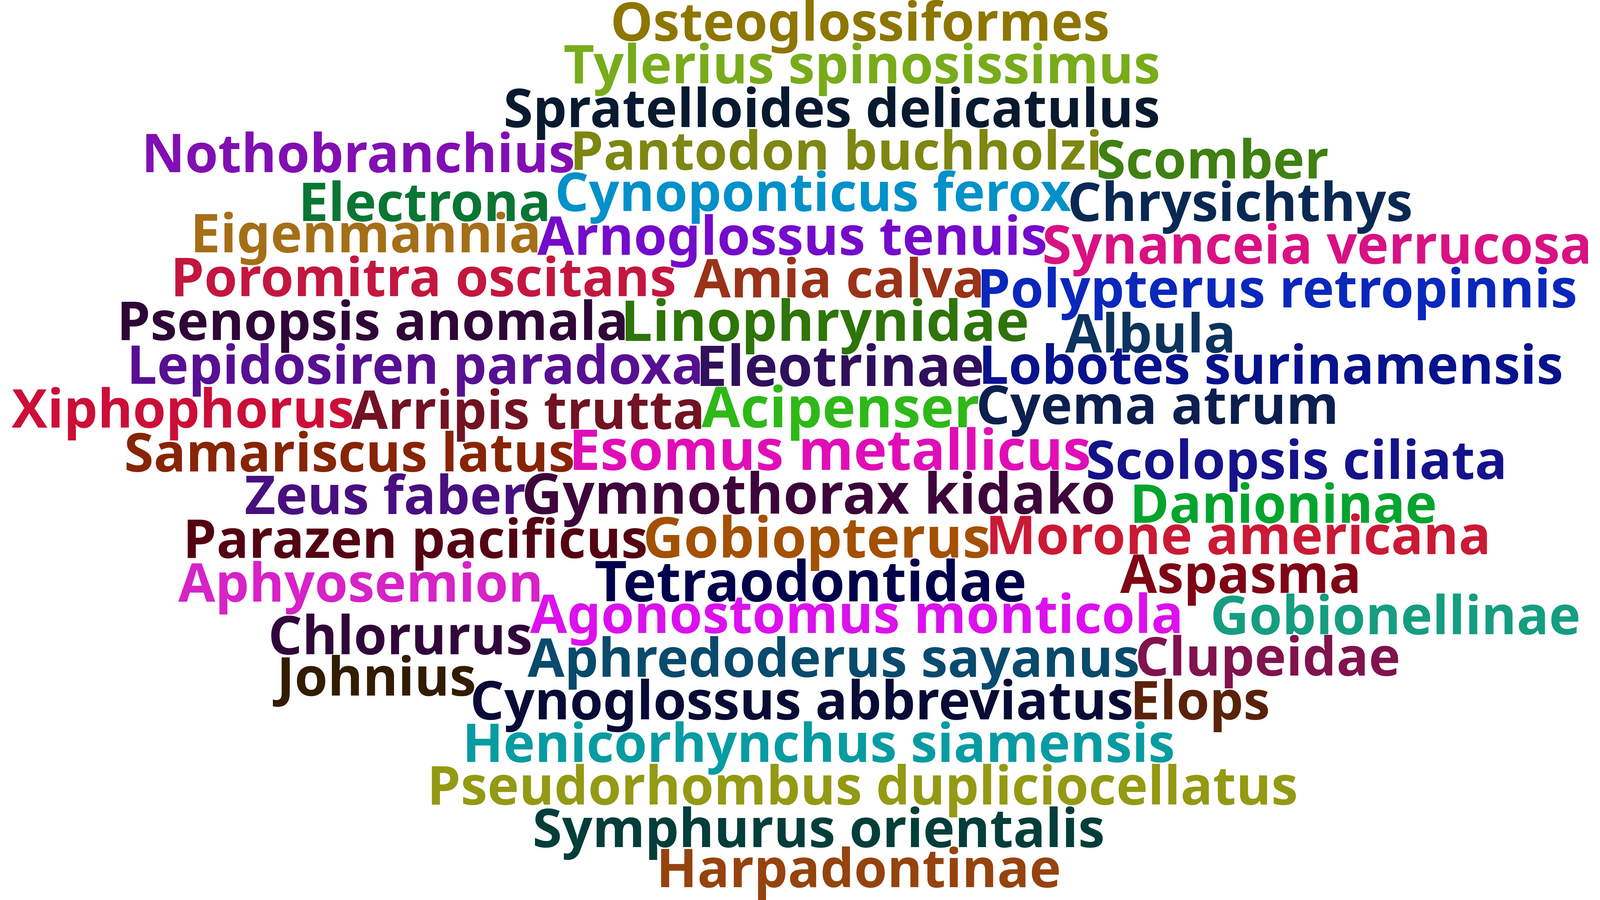 Osteoglossiformes
Tylerius spinosissimus
Spratelloides delicatulus
Nothobranchius Pantodon buchholzi Scomber
Electrona Cynoponticus ferox Chrysichthys
Eigenmannia Arnoglossus tenuis Synanceia verrucosa
Poromitra oscitans Amia calva Polypterus retropinnis
Psenopsis anomala Linophrynidae Albula
Lepidosiren paradoxa Eleotrinae Lobotes surinamensis
Xiphophorus Arripis trutta Acipenser Cyema atrum
Samariscus latus Esomus metallicus Scolopsis ciliata
Zeus faber Gymnothorax kidako Danioninae
Parazen pacificus Gobiopterus Morone americana
Aphyosemion Tetraodontidae Aspasma
Chlorurus Agonostomus monticola Gobionellinae
Johnius Aphredoderus sayanus Clupeidae
Cynoglossus abbreviatus Elops
Henicorhynchus siamensis
Pseudorhombus dupliciocellatus
Symphurus orientalis
Harpadontinae